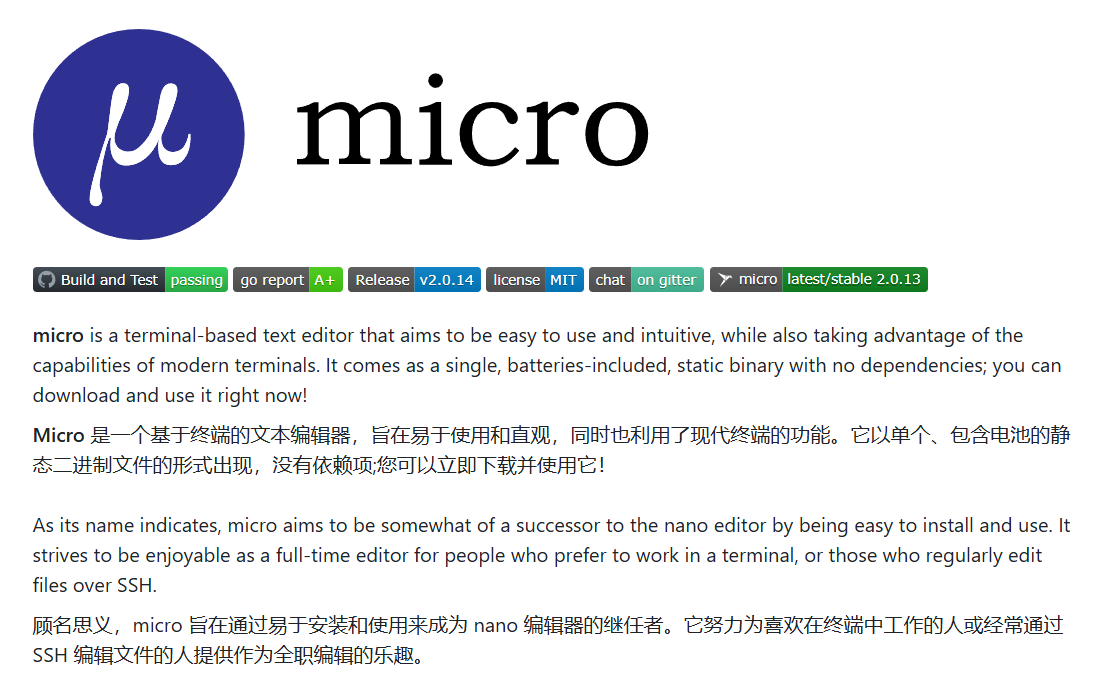 μ micro
Build and Test passing go report A+ Release v2.0.14 license MIT chat on gitter micro latest/stable 2.0.13
micro is a terminal-based text editor that aims to be easy to use and intuitive, while also taking advantage of the
capabilities of modern terminals. It comes as a single, batteries-included, static binary with no dependencies; you can
download and use it right now!
Micro 是一个基于终端的文本编辑器，旨在易于使用和直观，同时也利用了现代终端的功能。它以单个、包含电池的静
态二进制文件的形式出现，没有依赖项;您可以立即下载并使用它！
As its name indicates, micro aims to be somewhat of a successor to the nano editor by being easy to install and use. It
strives to be enjoyable as a full-time editor for people who prefer to work in a terminal, or those who regularly edit
files over SSH.
顾名思义，micro 旨在通过易于安装和使用来成为 nano 编辑器的继任者。它努力为喜欢在终端中工作的人或经常通过
SSH 编辑文件的人提供作为全职编辑的乐趣。